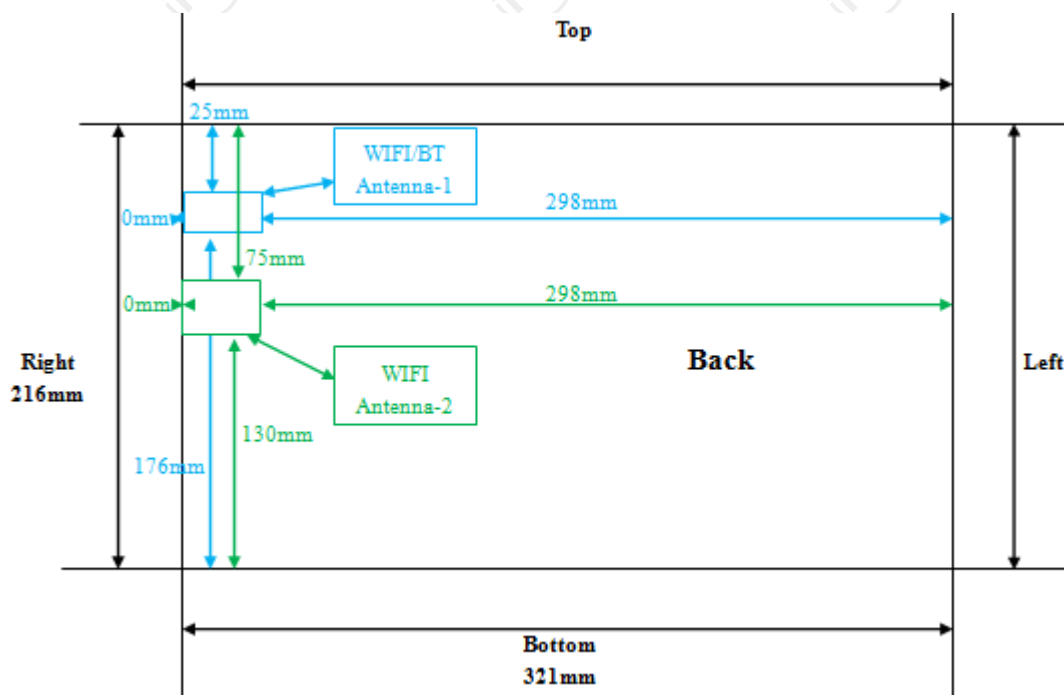 Top
25mm
WIFI/BT
Antenna-1
0mm
298mm
75mm
0mm
298mm
Right
216mm
WIFI
Antenna-2
Back
Left
130mm
176mm
Bottom
321mm